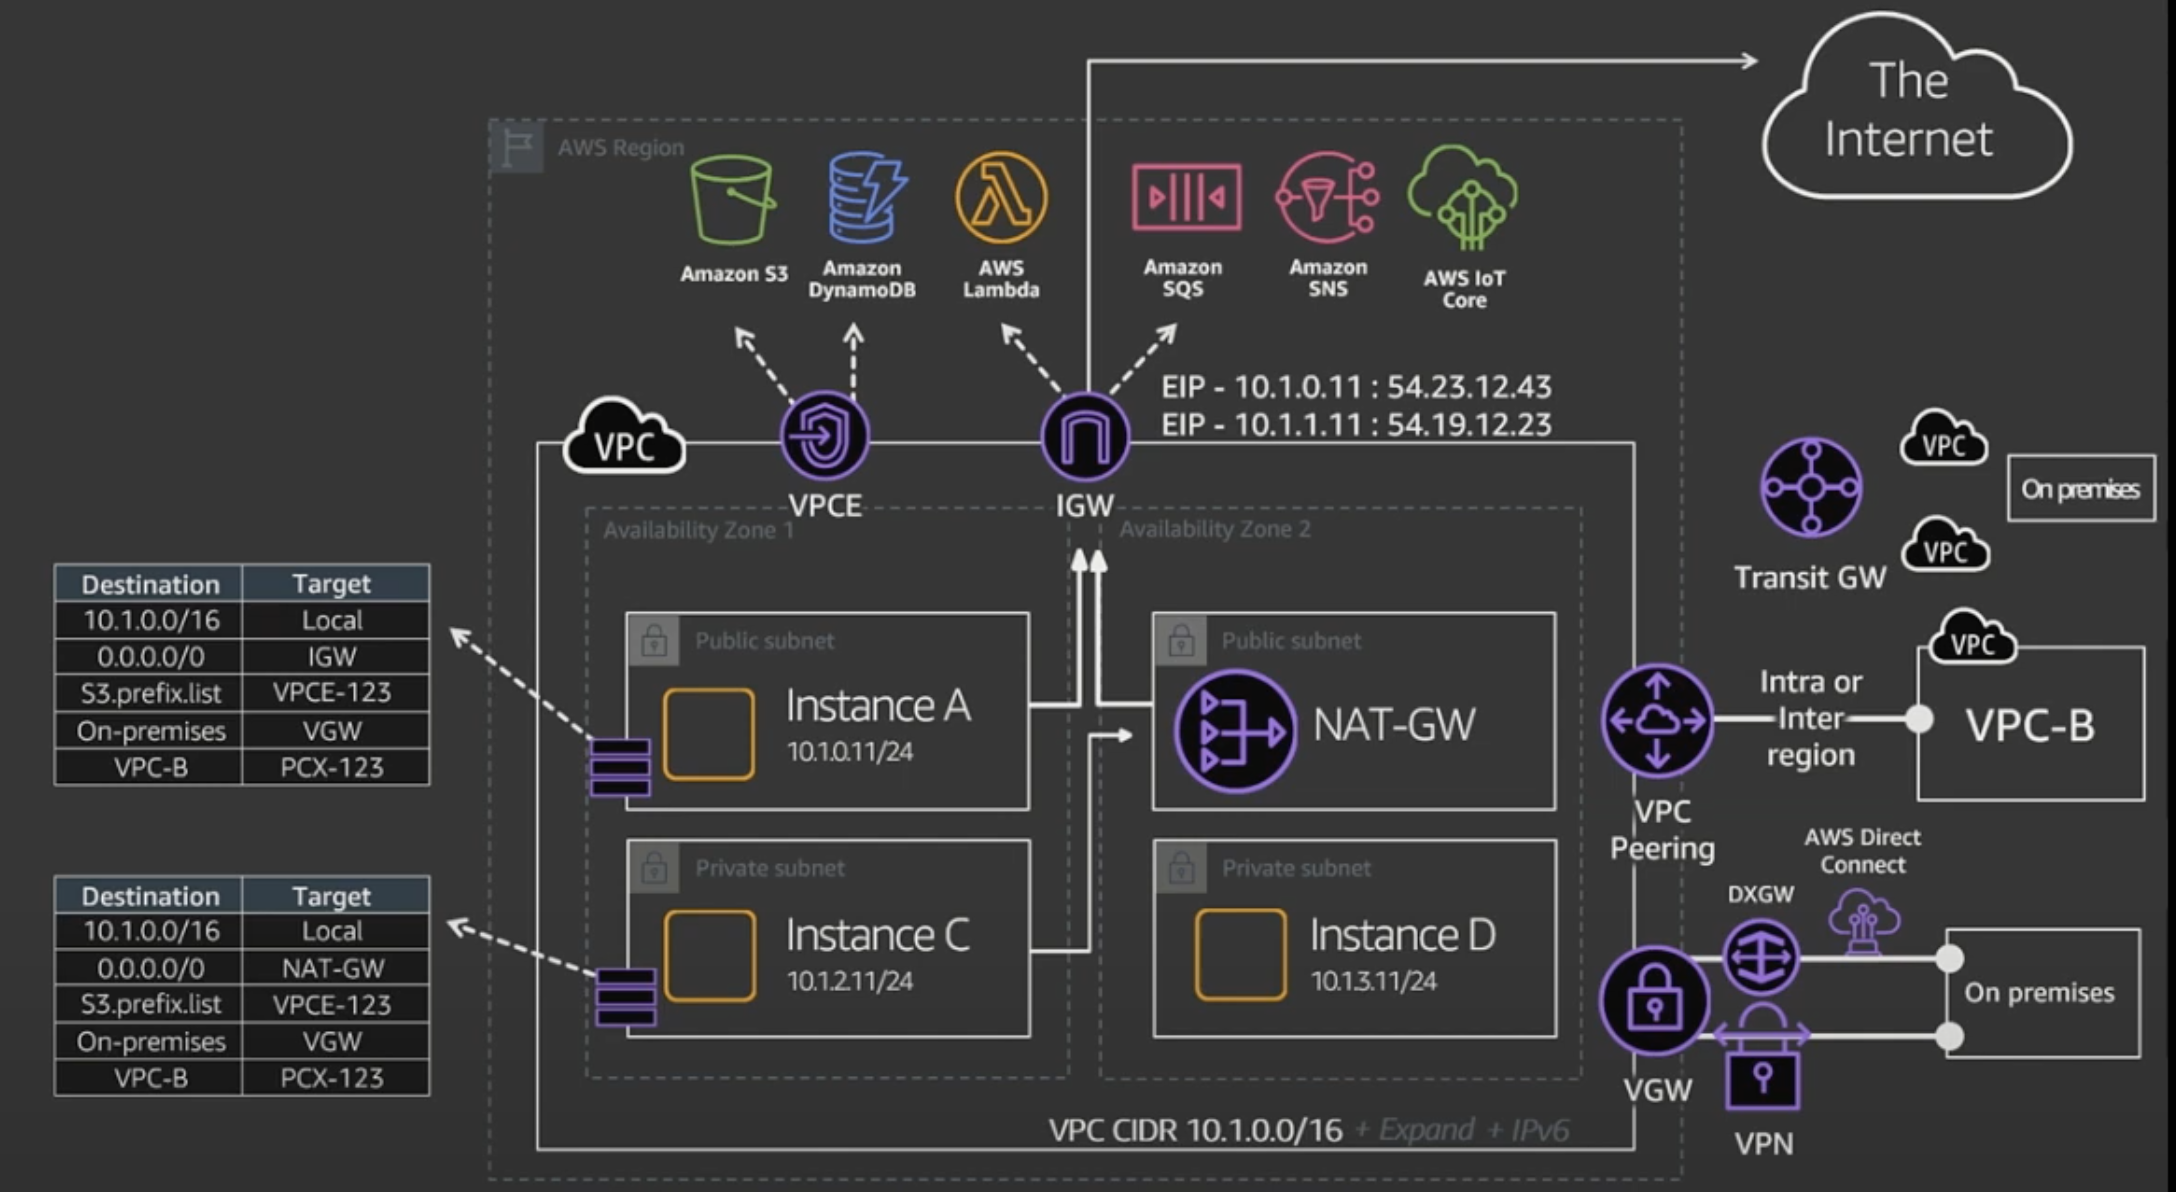 The
Internet
AWS Region
Amazon S3
Amazon
DynamoDB
AWS
Lambda
Amazon
SQS
Amazon
SNS
AWS IoT
Core
EIP - 10.1.0.11 : 54.23.12.43
EIP - 10.1.1.11 : 54.19.12.23
VPC
VPCE
IGW
Availability Zone 1
Availability Zone 2
Public subnet
Instance A
10.1.0.11/24
Public subnet
NAT-GW
Private subnet
Instance C
10.1.2.11/24
Private subnet
Instance D
10.1.3.11/24
VPC CIDR 10.1.0.0/16 + Expand + IPv6
Destination Target
10.1.0.0/16 Local
0.0.0.0/0 IGW
S3.prefix.list VPCE-123
On-premises VGW
VPC-B PCX-123
Destination Target
10.1.0.0/16 Local
0.0.0.0/0 NAT-GW
S3.prefix.list VPCE-123
On-premises VGW
VPC-B PCX-123
Transit GW
VPC
VPC
On premises
VPC
Peering
Intra or
Inter
region
VPC
VPC-B
AWS Direct
Connect
DXGW
VGW
VPN
On premises